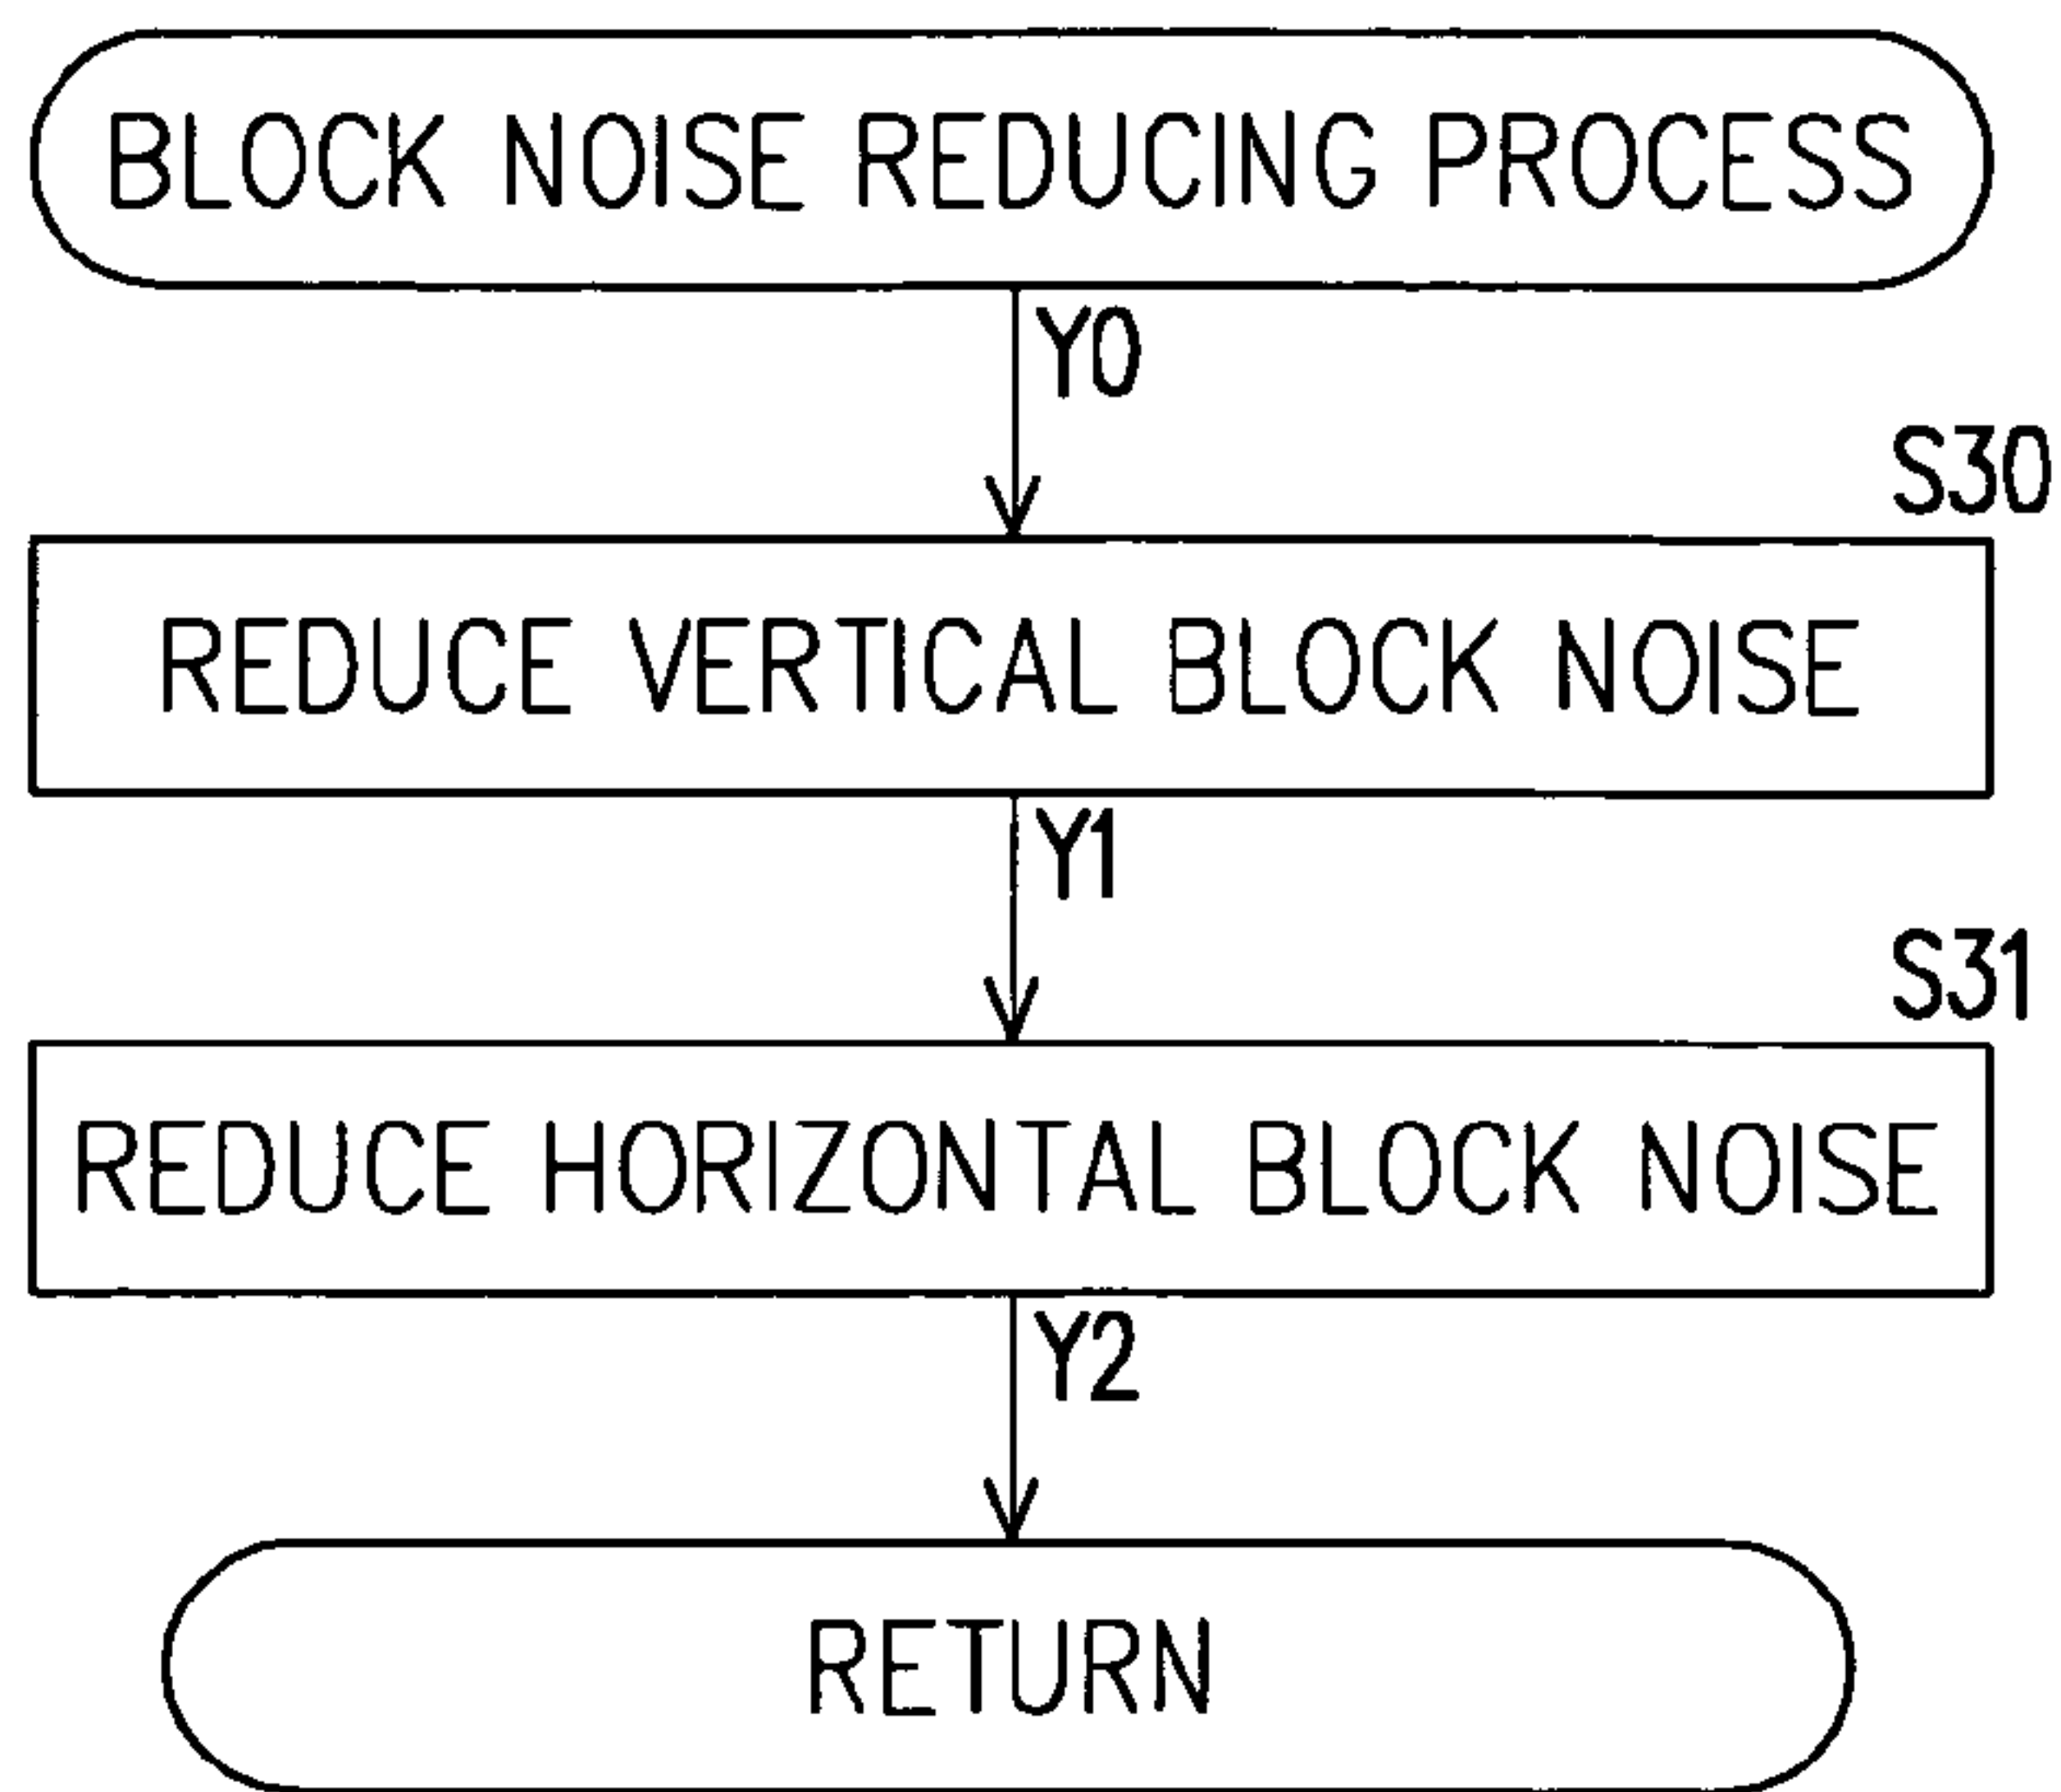 BLOCK NOISE REDUCING PROCESS
Y0
S30
REDUCE VERTICAL BLOCK NOISE
Y1
S31
REDUCE HORIZONTAL BLOCK NOISE
Y2
RETURN